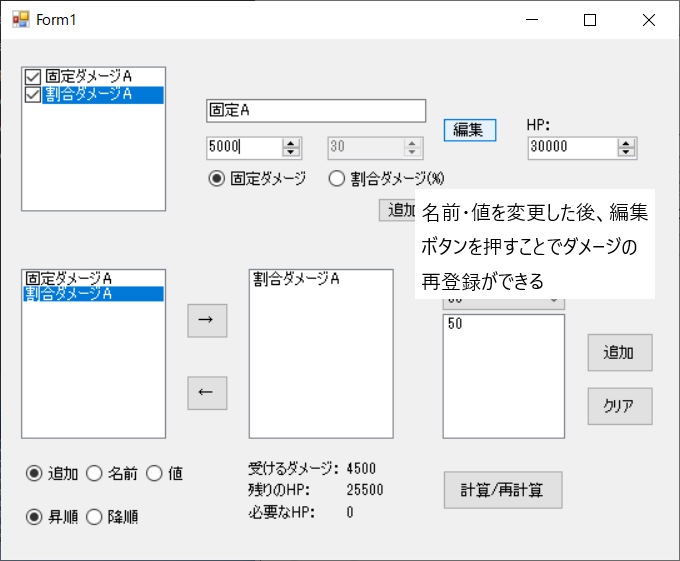 Form1
固定ダメージA
割合ダメージA
固定A
編集
HP:
5000
30
30000
固定ダメージ
割合ダメージ(%)
追加
名前・値を変更した後、編集
ボタンを押すことでダメージの
再登録ができる
固定ダメージA
割合ダメージA
→
←
割合ダメージA
50
追加
クリア
追加
名前
値
昇順
降順
受けるダメージ: 4500
残りのHP: 25500
必要なHP: 0
計算/再計算